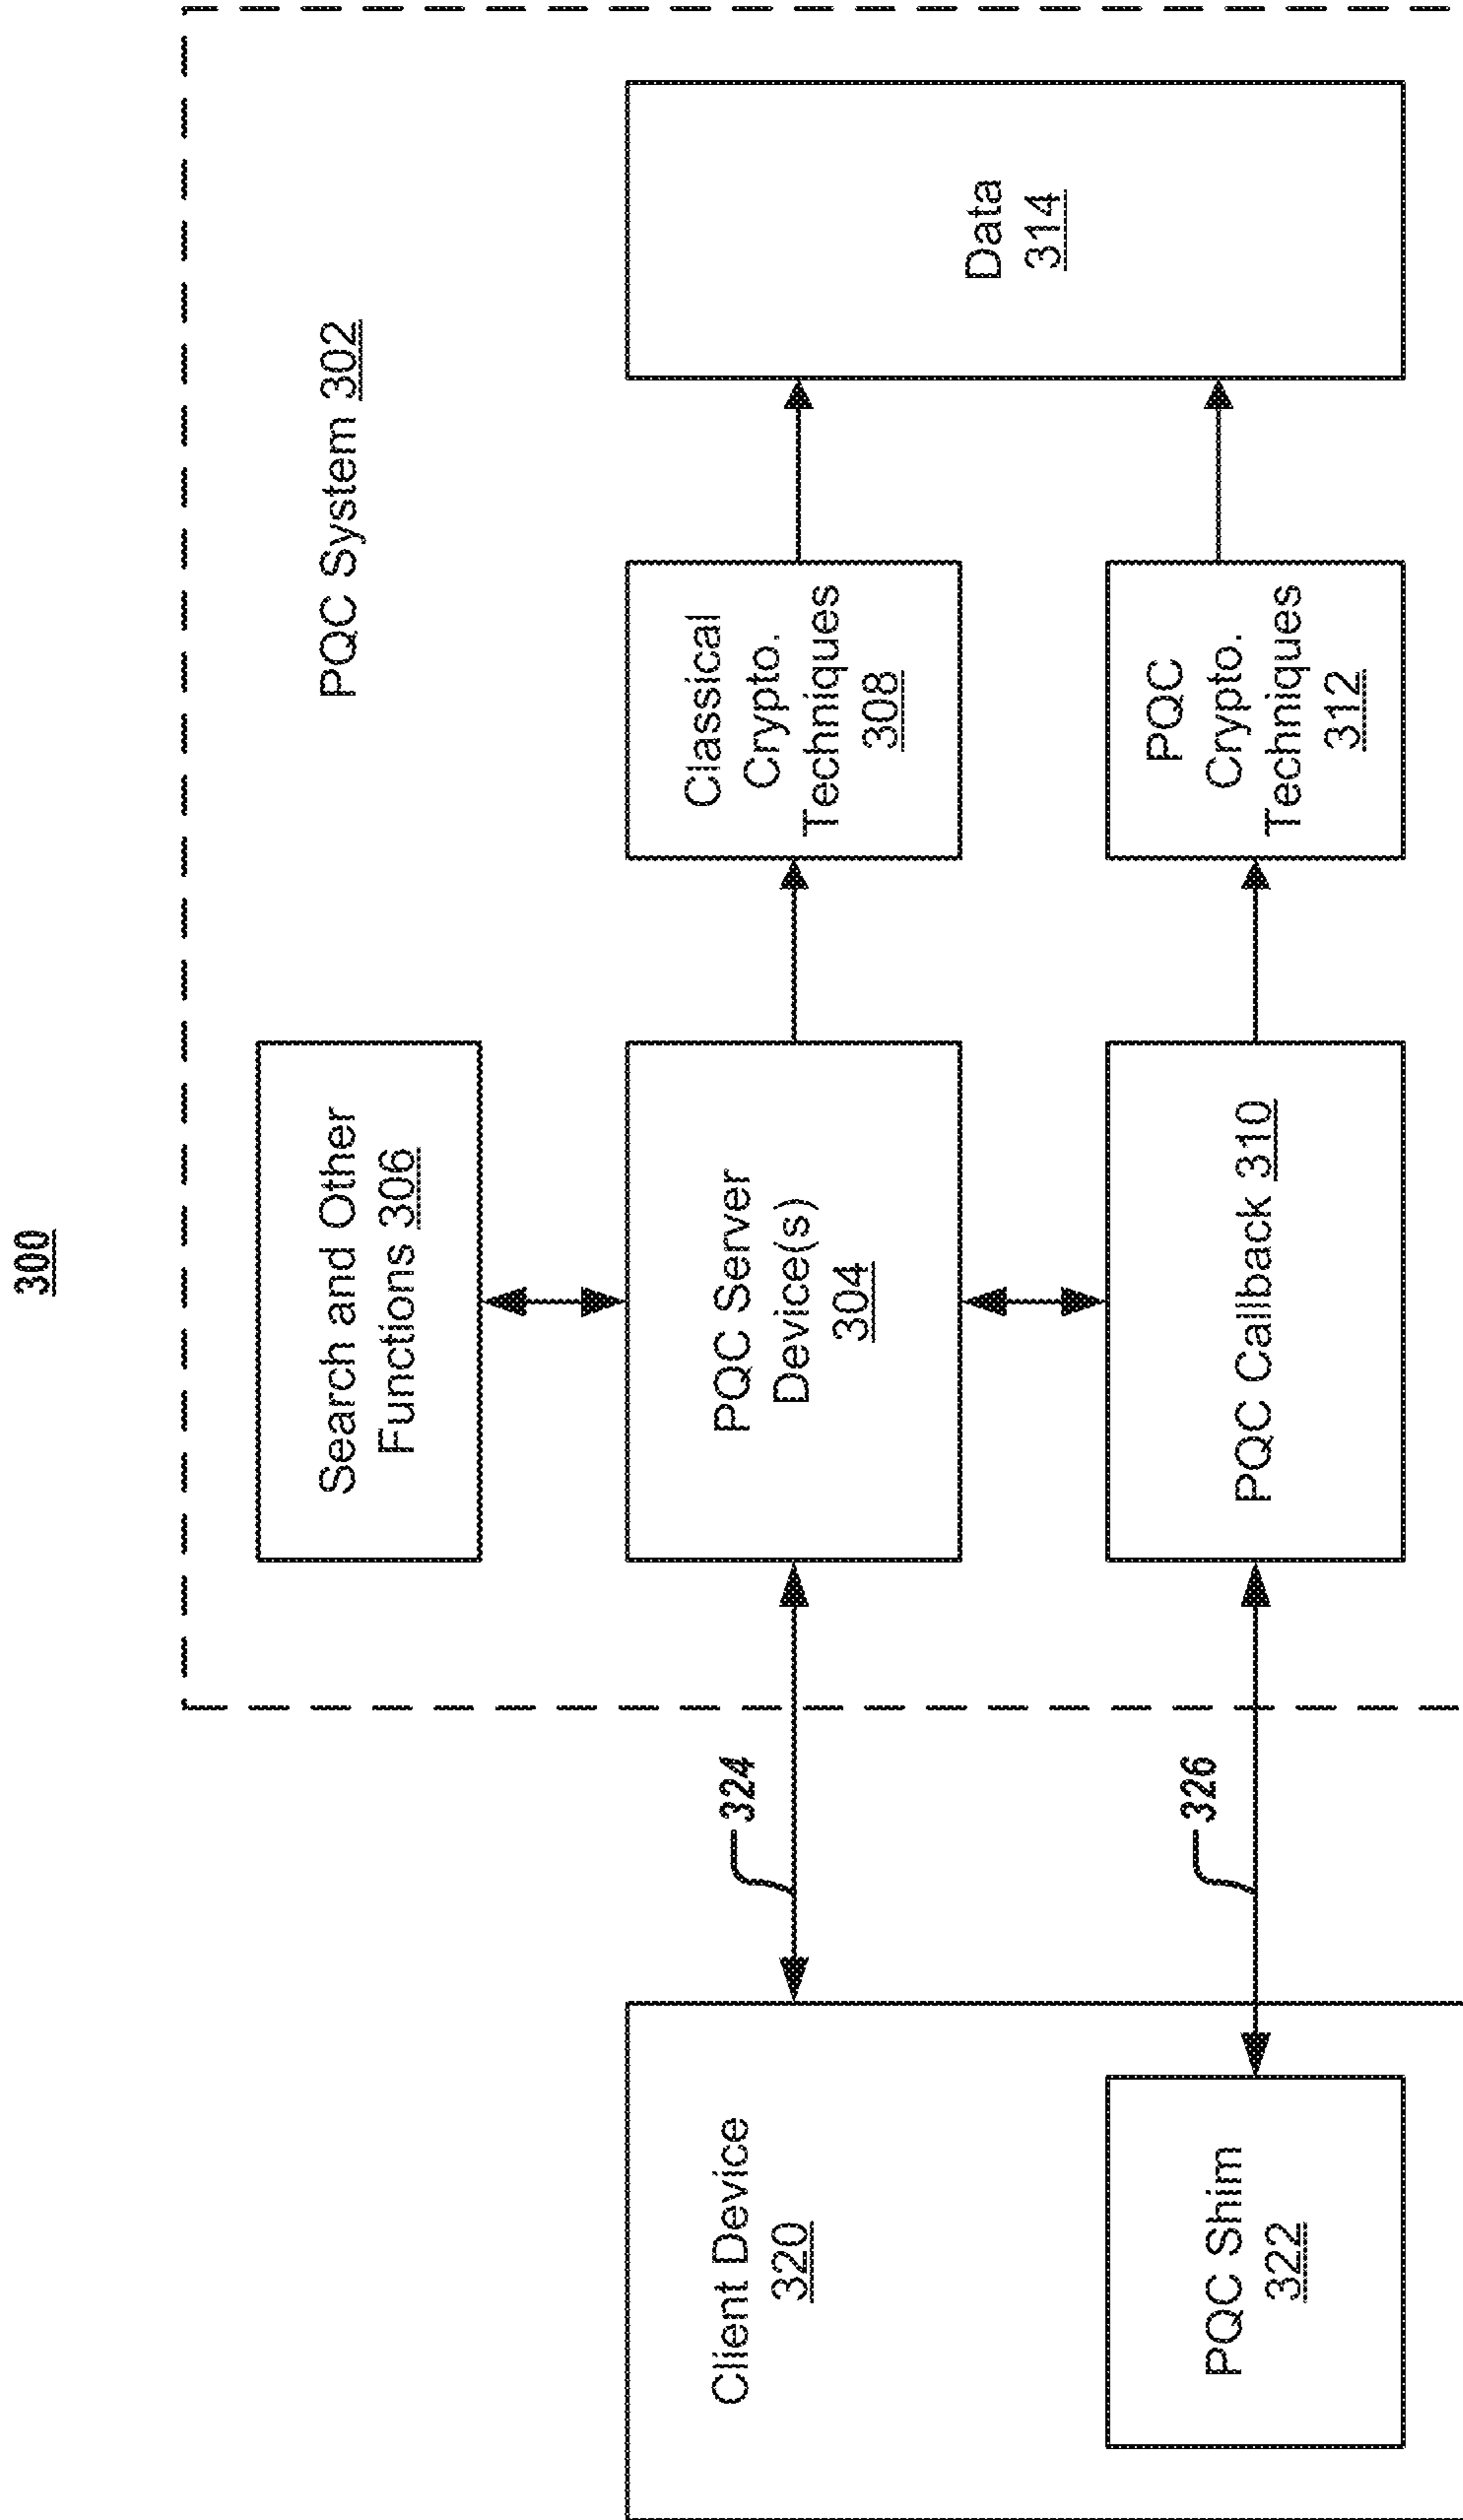 300
PQC System 302
Search and Other
Functions 306
Client Device
320
324
PQC Server
Device(s)
304
Classical
Crypto.
Techniques
308
Data
314
PQC Shim
322
326
PQC Callback 310
PQC
Crypto.
Techniques
312